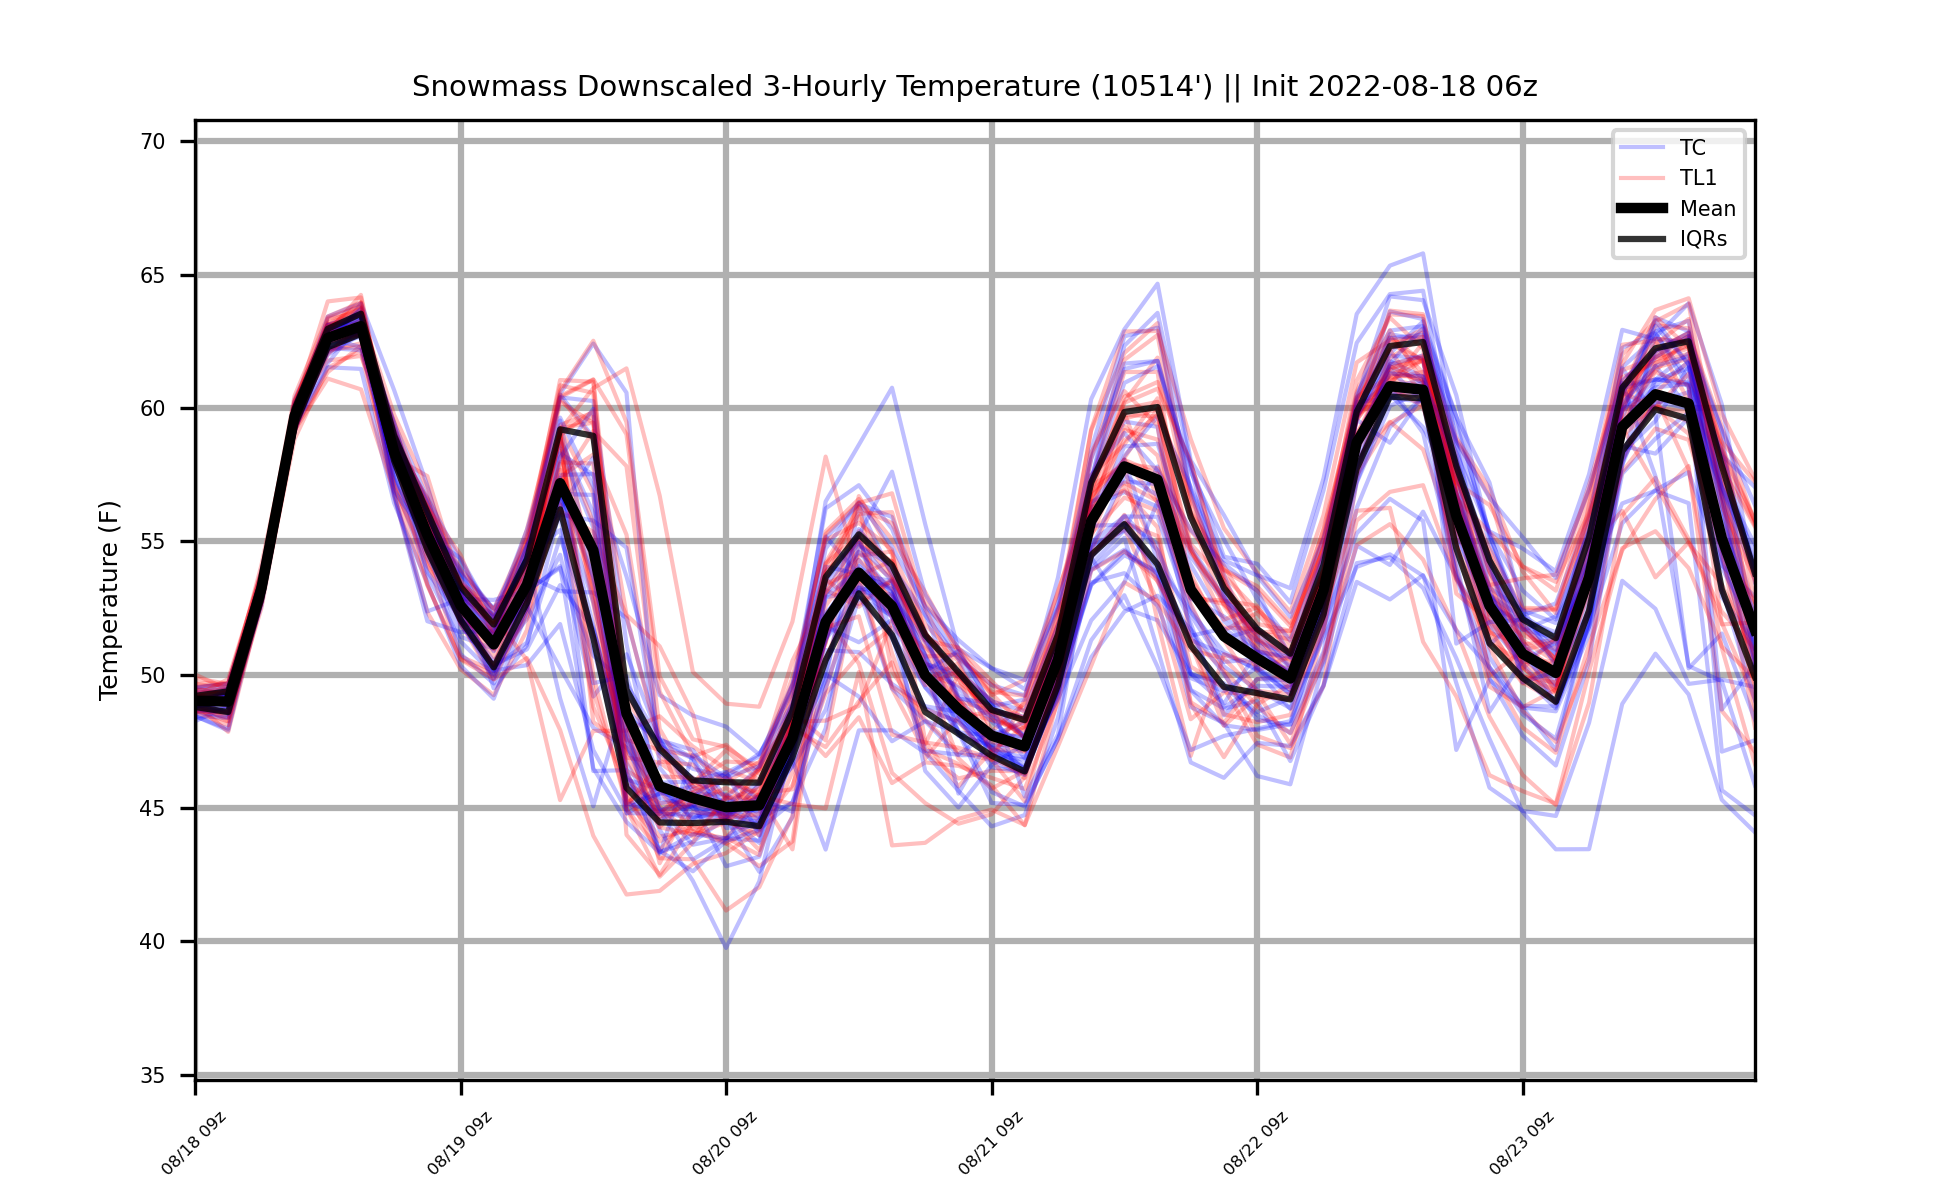 Snowmass Downscaled 3-Hourly Temperature (10514') || Init 2022-08-18 06z
Temperature (F)
70
65
60
55
50
45
40
35
TC
TL1
Mean
IQRs
08/18 09z
08/19 09z
08/20 09z
08/21 09z
08/22 09z
08/23 09z